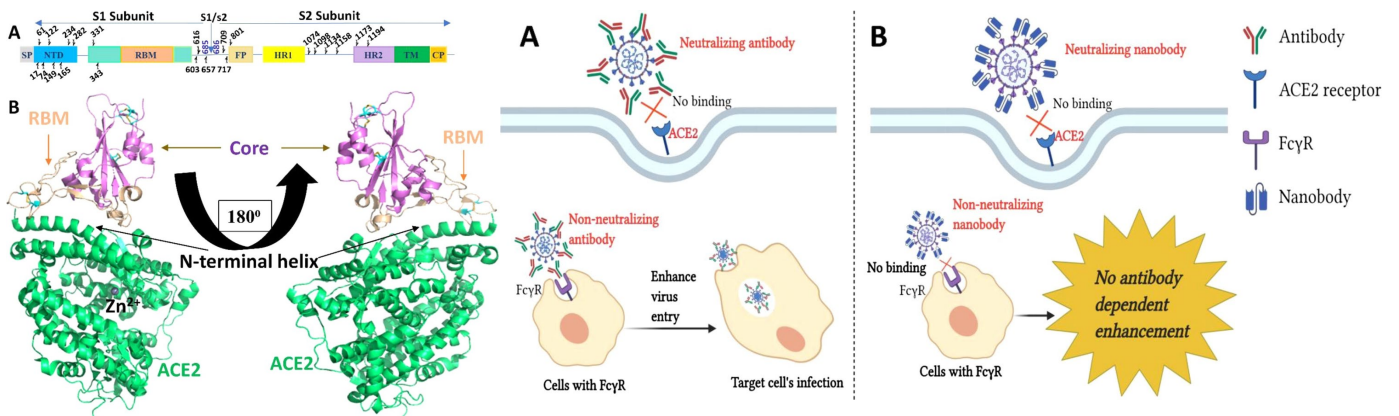 A
S1 Subunit
S1/s2
S2 Subunit
61
122
234
282
331
616
685
686
709
801
1074
1098
1134
1158
1173
1194
SP
NTD
RBM
FP
HR1
HR2
TM
CP
17
74
149
165
343
603
657
717
B
RBM
Core
RBM
180⁰
N-terminal helix
Zn²⁺
ACE2
ACE2
A
Neutralizing antibody
No binding
ACE2
Non-neutralizing
antibody
FcγR
Enhance
virus
entry
Cells with FcγR
Target cell's infection
B
Neutralizing nanobody
No binding
ACE2
Non-neutralizing
nanobody
No binding
FcγR
Cells with FcγR
No antibody
dependent
enhancement
Antibody
ACE2 receptor
FcγR
Nanobody